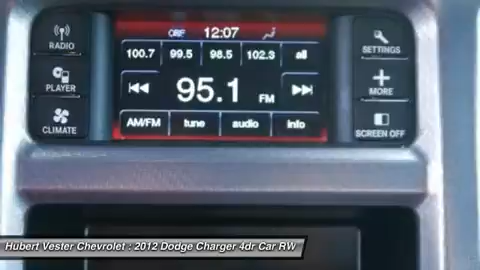 OFF 12:07
RADIO
100.7 99.5 98.5 102.3 all
SETTINGS
PLAYER
95.1 FM
MORE
CLIMATE
AM/FM tune audio info
SCREEN OFF
Hubert Vester Chevrolet : 2012 Dodge Charger 4dr Car RW